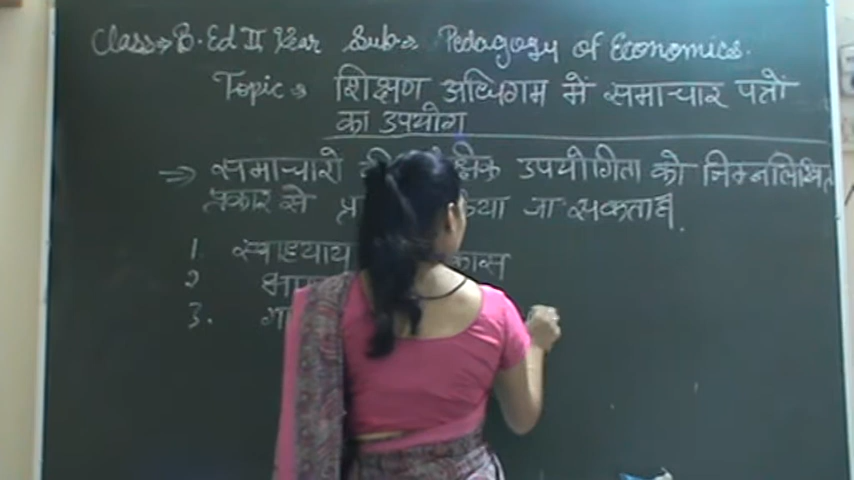 Class⇒ B.Ed II Year Sub.⇒ Pedagogy of Economics.
Topic⇒ शिक्षण अधिगम में समाचार पत्रों
का उपयोग
⇒ समाचारो की उपयोगिता को निम्नलिखित
प्रकार से जा सकता है.
1. स्वाध्याय
2
3.